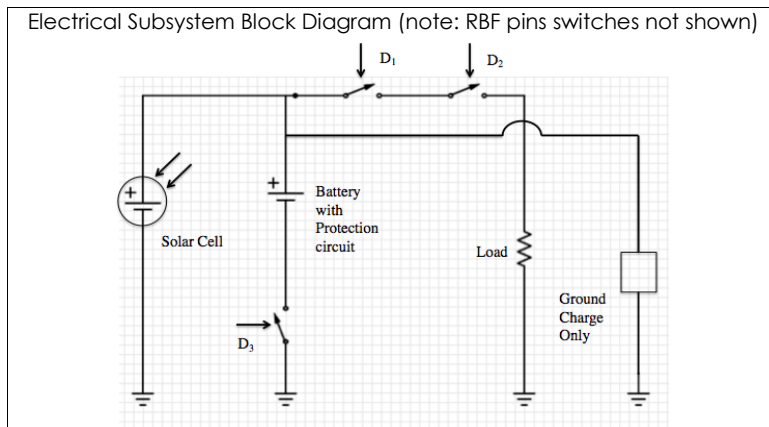 Electrical Subsystem Block Diagram (note: RBF pins switches not shown)
D₁
D₂
+
+
Battery
with
Protection
circuit
Solar Cell
Load
Ground
Charge
Only
D₃